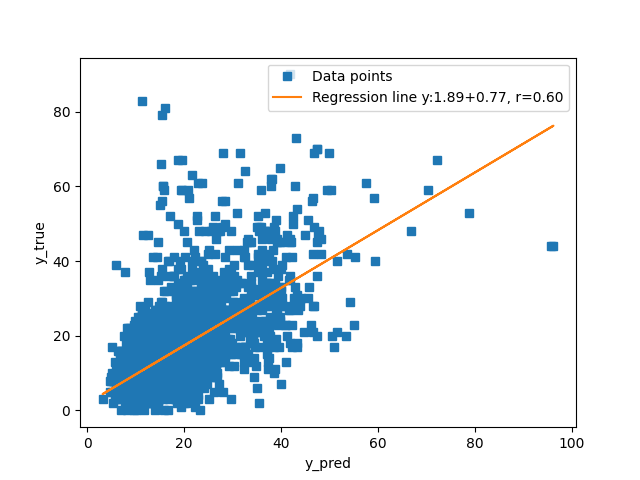 Data points
Regression line y:1.89+0.77, r=0.60
80
60
40
20
0
y_true
0 20 40 60 80 100
y_pred